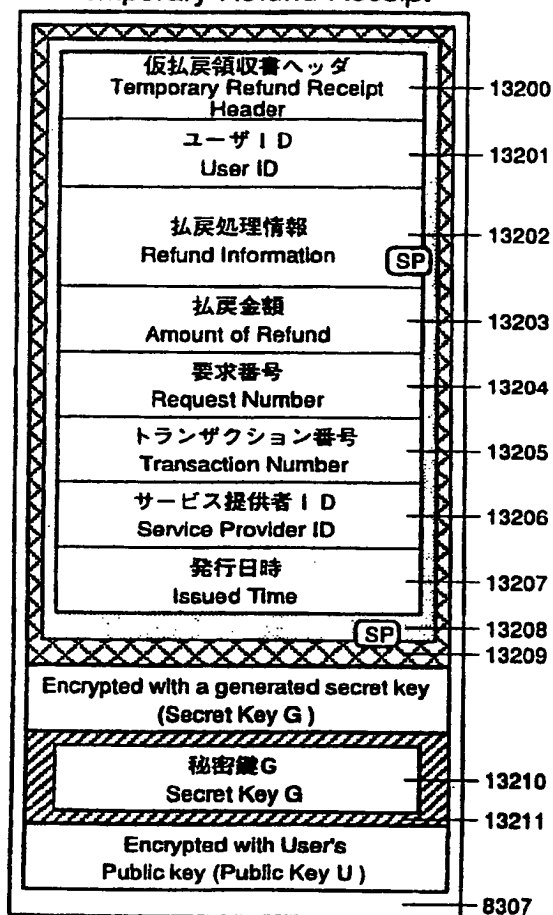 Temporary Refund Receipt
仮払戻領収書ヘッダ
Temporary Refund Receipt
Header
13200
ユーザID
User ID
13201
払戻処理情報
Refund Information
SP
13202
払戻金額
Amount of Refund
13203
要求番号
Request Number
13204
トランザクション番号
Transaction Number
13205
サービス提供者ID
Service Provider ID
13206
発行日時
Issued Time
13207
SP
13208
13209
Encrypted with a generated secret key
(Secret Key G )
秘密鍵G
Secret Key G
13210
13211
Encrypted with User's
Public key (Public Key U )
8307